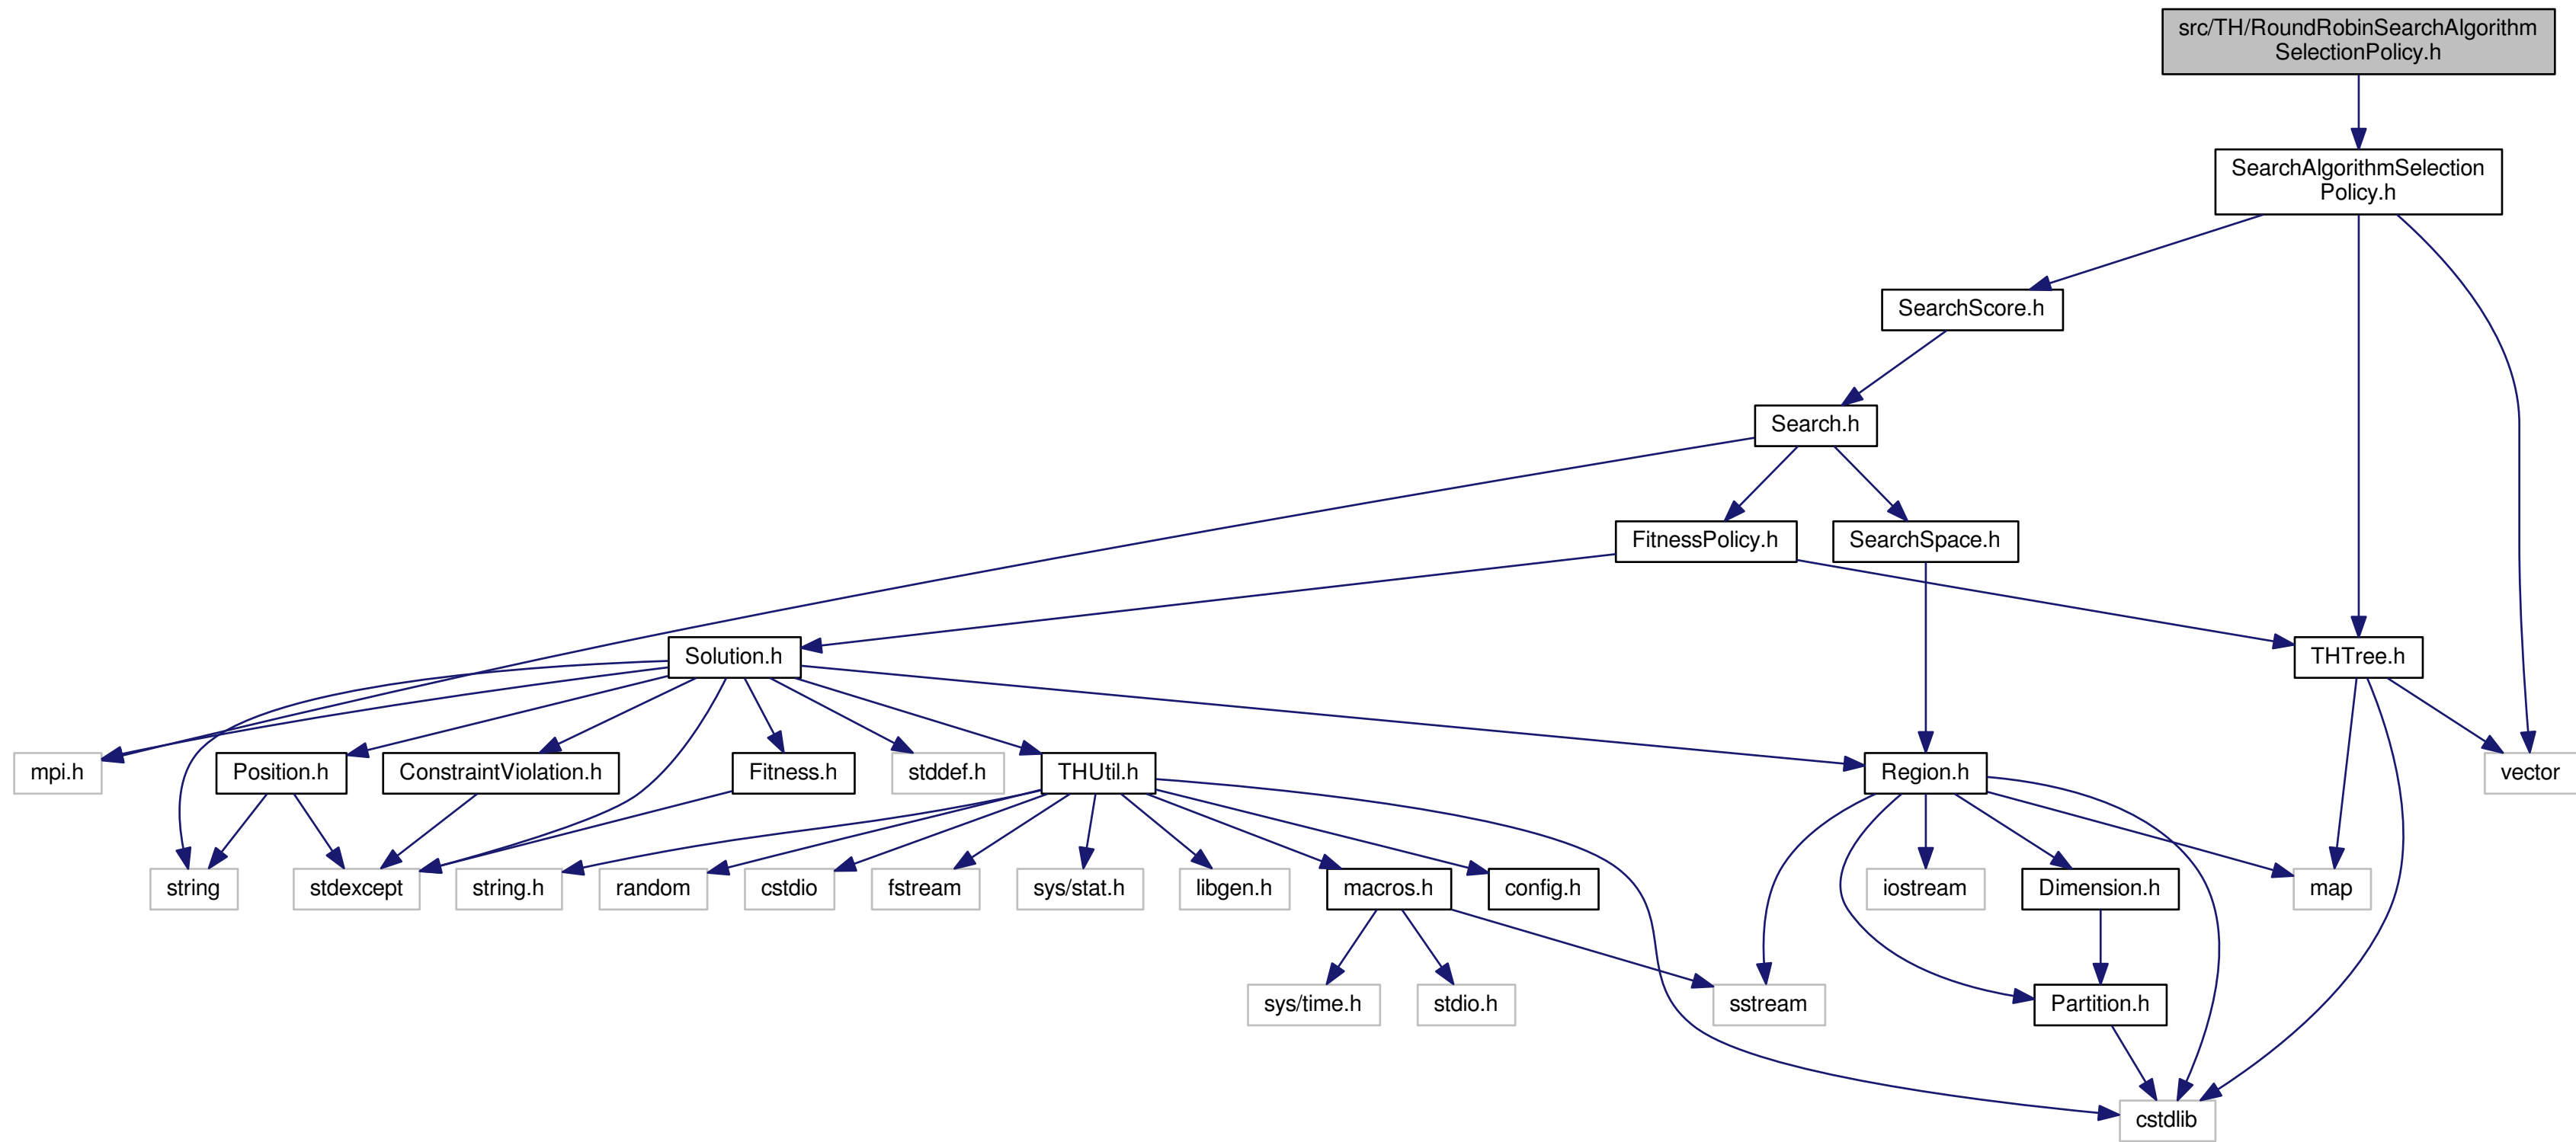 src/TH/RoundRobinSearchAlgorithm
SelectionPolicy.h
SearchAlgorithmSelection
Policy.h
SearchScore.h
Search.h
FitnessPolicy.h
SearchSpace.h
Solution.h
THTree.h
mpi.h
Position.h
ConstraintViolation.h
Fitness.h
stddef.h
THUtil.h
Region.h
vector
string
stdexcept
string.h
random
cstdio
fstream
sys/stat.h
libgen.h
macros.h
config.h
iostream
Dimension.h
map
sys/time.h
stdio.h
sstream
Partition.h
cstdlib